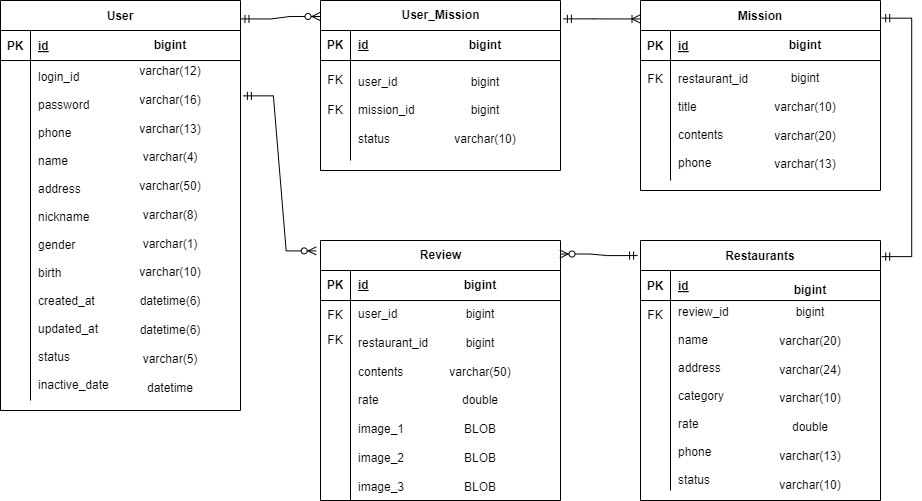 User
PK id bigint
login_id varchar(12)
password varchar(16)
phone varchar(13)
name varchar(4)
address varchar(50)
nickname varchar(8)
gender varchar(1)
birth varchar(10)
created_at datetime(6)
updated_at datetime(6)
status varchar(5)
inactive_date datetime
User_Mission
PK id bigint
FK user_id bigint
FK mission_id bigint
status varchar(10)
Mission
PK id bigint
FK restaurant_id bigint
title varchar(10)
contents varchar(20)
phone varchar(13)
Review
PK id bigint
FK user_id bigint
FK restaurant_id bigint
contents varchar(50)
rate double
image_1 BLOB
image_2 BLOB
image_3 BLOB
Restaurants
PK id bigint
FK review_id bigint
name varchar(20)
address varchar(24)
category varchar(10)
rate double
phone varchar(13)
status varchar(10)